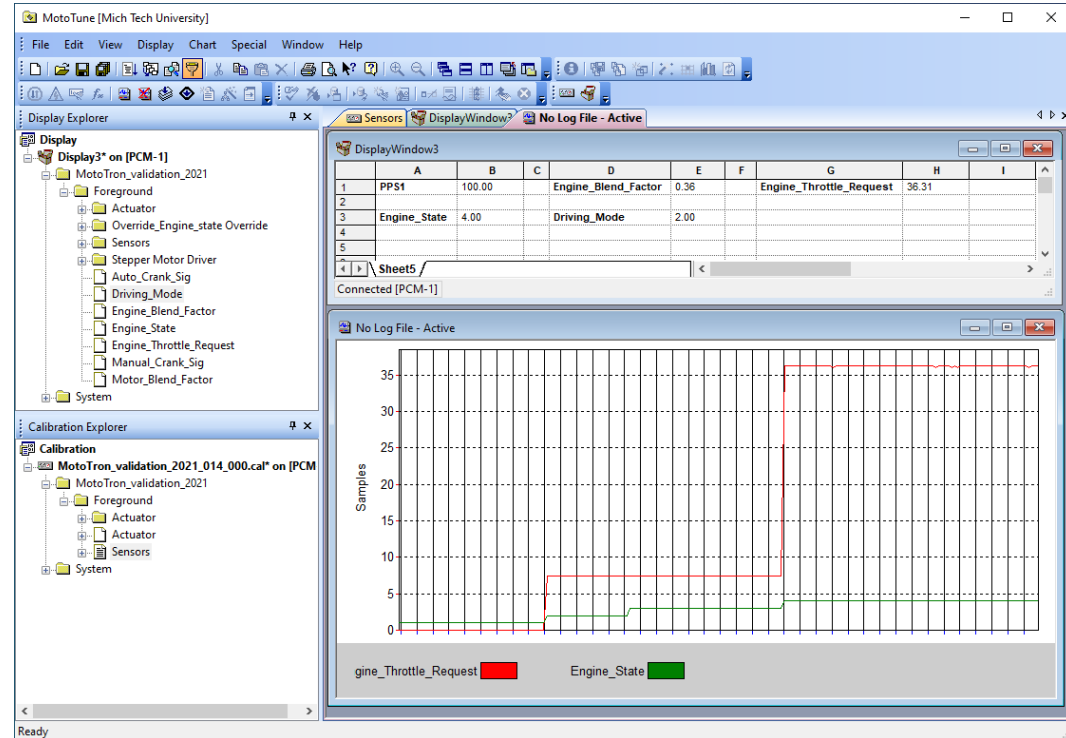 MotoTune [Mich Tech University]
File Edit View Display Chart Special Window Help
Display Explorer
Display
Display3* on [PCM-1]
MotoTron_validation_2021
Foreground
Actuator
Override_Engine_state Override
Sensors
Stepper Motor Driver
Auto_Crank_Sig
Driving_Mode
Engine_Blend_Factor
Engine_State
Engine_Throttle_Request
Manual_Crank_Sig
Motor_Blend_Factor
System
Calibration Explorer
Calibration
MotoTron_validation_2021_014_000.cal* on [PCM
MotoTron_validation_2021
Foreground
Actuator
Actuator
Sensors
System
Sensors DisplayWindow3 No Log File - Active
DisplayWindow3
A B C D E F G H I
1 PPS1 100.00 Engine_Blend_Factor 0.36 Engine_Throttle_Request 36.31
2
3 Engine_State 4.00 Driving_Mode 2.00
4
5
Sheet5
Connected [PCM-1]
No Log File - Active
35
30
25
20
15
10
5
0
Samples
gine_Throttle_Request Engine_State
Ready